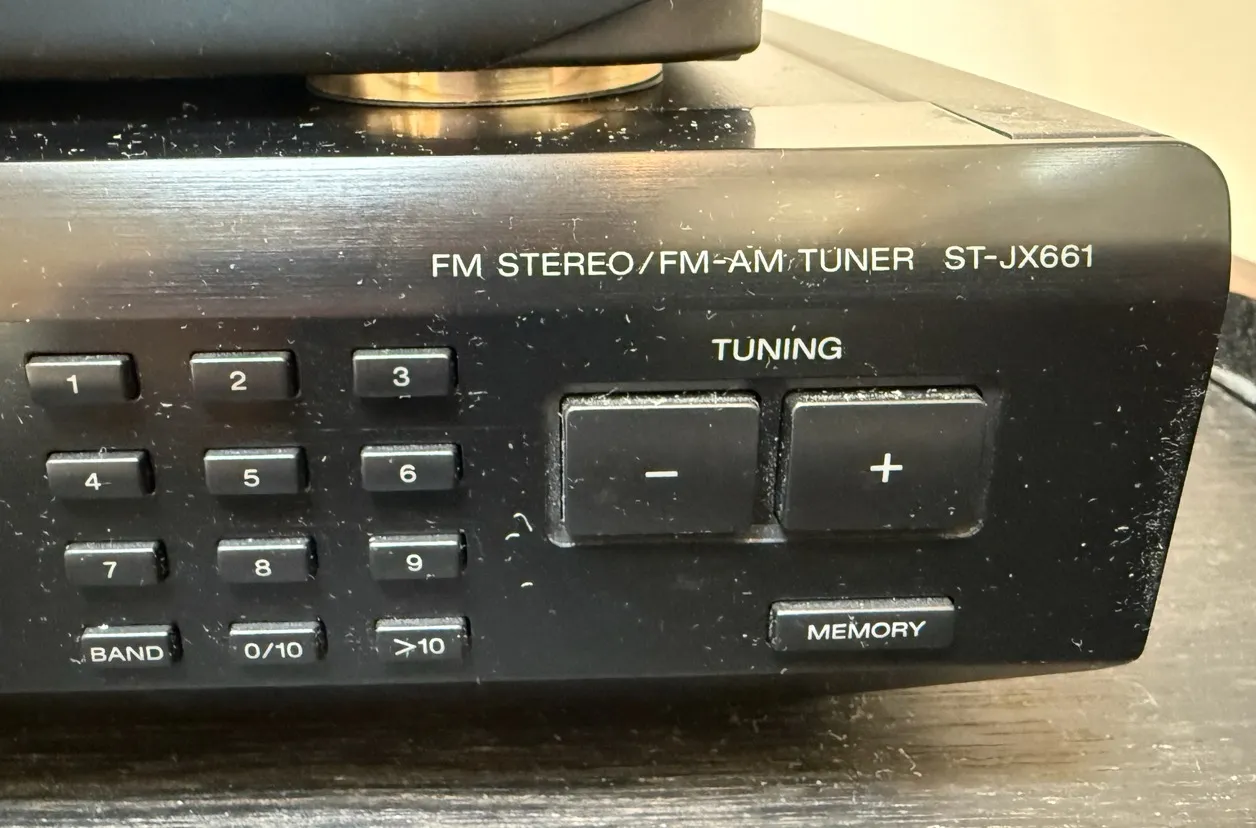 FM STEREO/FM-AM TUNER ST-JX661
TUNING
1 2 3
4 5 6
7 8 9
BAND 0/10 >10
− +
MEMORY